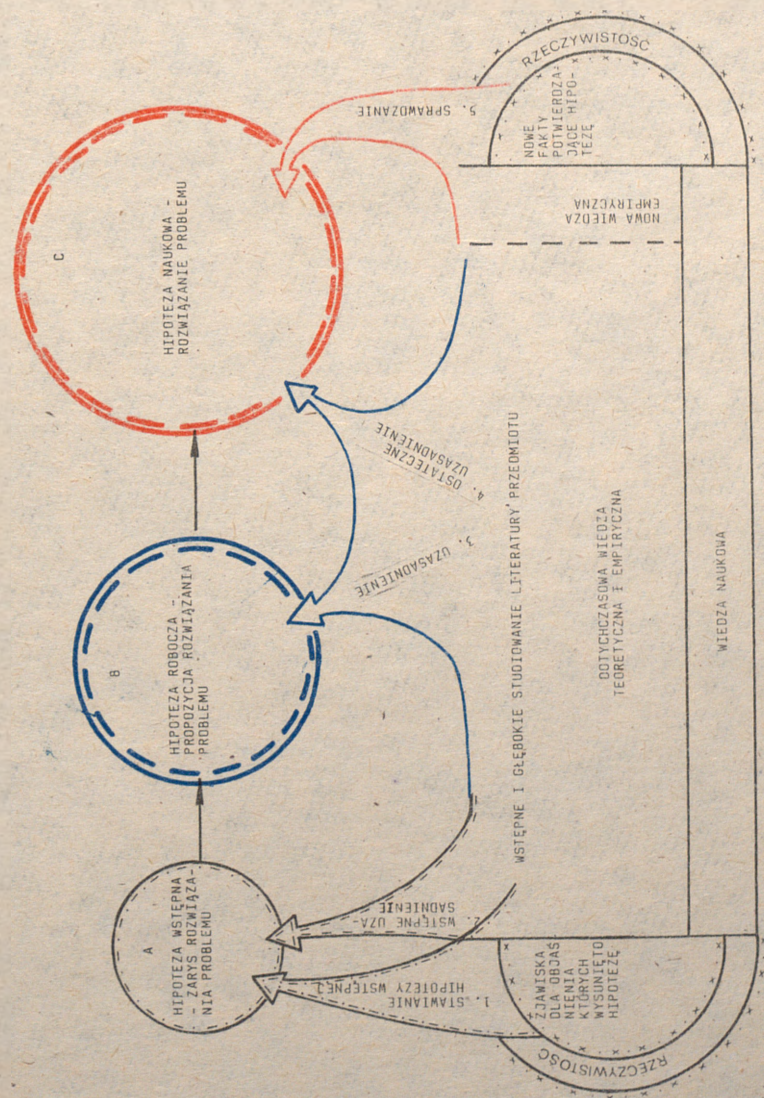 A
HIPOTEZA WSTĘPNA
- ZARYS ROZWIĄZA-
NIA PROBLEMU
B
HIPOTEZA ROBOCZA -
PROPOZYCJA ROZWIĄZANIA
PROBLEMU
C
HIPOTEZA NAUKOWA -
ROZWIĄZANIE PROBLEMU
1. STAWIANIE
HIPOTEZY WSTĘPNEJ
2.
WSTĘPNE UZA-
SADNIENIE
3. UZASADNIENIE
4. OSTATECZNE
UZASADNIENIE
5. SPRAWDZANIE
WSTĘPNE I GŁĘBOKIE STUDIOWANIE LITERATURY PRZEDMIOTU
RZECZYWISTOŚĆ
ZJAWISKA
DLA OBJAŚ
NIENIA
KTÓRYCH
WYSUNIĘTO
HIPOTEZĘ
DOTYCHCZASOWA WIEDZA
TEORETYCZNA I EMPIRYCZNA
NOWA WIEDZA
EMPIRYCZNA
NOWE
FAKTY
POTWIERDZA-
JĄCE HIPO-
TEZĘ
RZECZYWISTOŚĆ
WIEDZA NAUKOWA